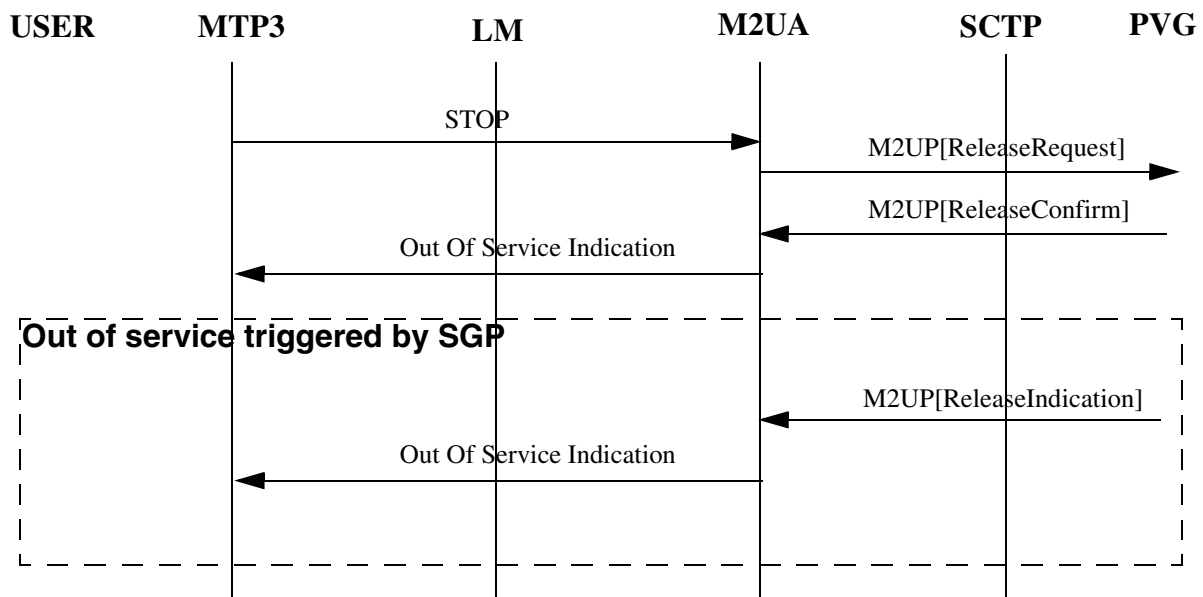 USER MTP3 LM M2UA SCTP PVG
STOP
M2UP[ReleaseRequest]
M2UP[ReleaseConfirm]
Out Of Service Indication
Out of service triggered by SGP
M2UP[ReleaseIndication]
Out Of Service Indication